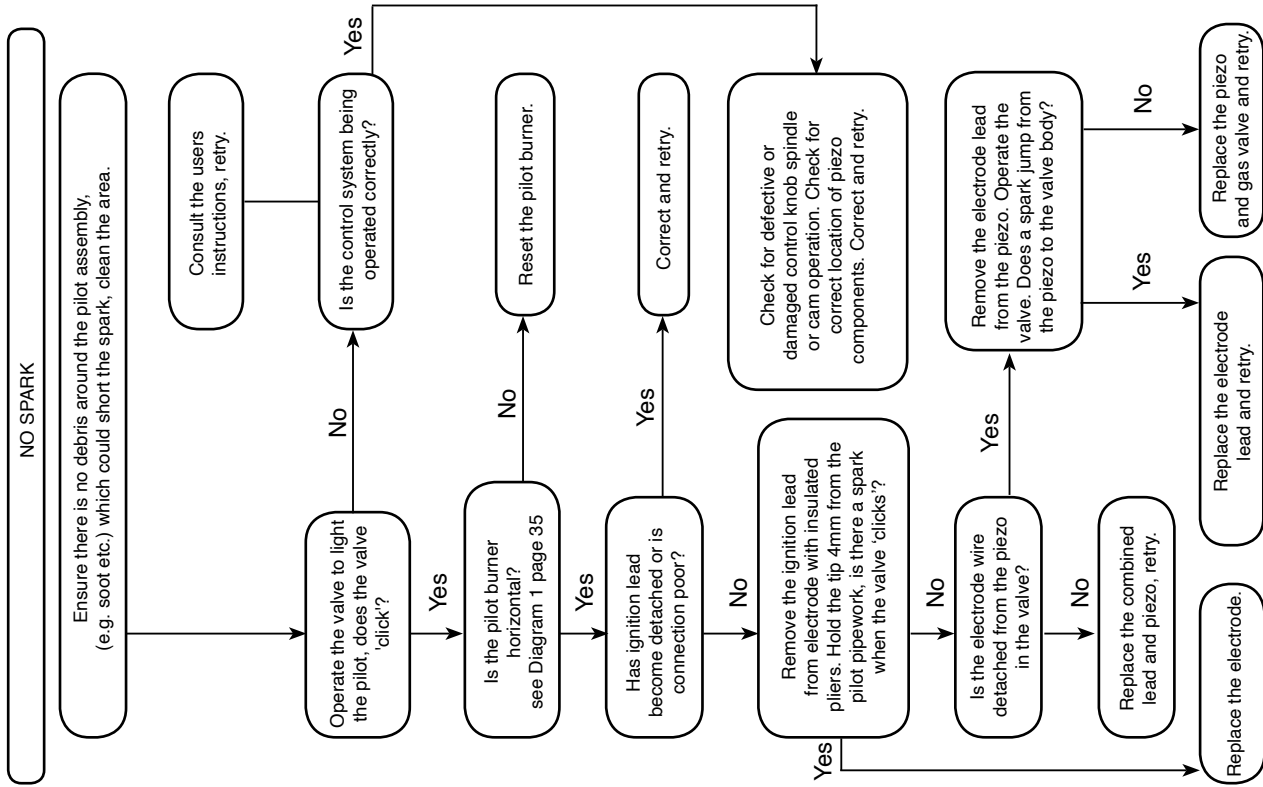 NO SPARK
Ensure there is no debris around the pilot assembly,
(e.g. soot etc.) which could short the spark, clean the area.
Consult the users
instructions, retry.
Operate the valve to light
the pilot, does the valve
'click'?
No
Is the control system being
operated correctly?
Yes
Yes
Is the pilot burner
horizontal?
see Diagram 1 page 35
No
Reset the pilot burner.
Yes
Has ignition lead
become detached or is
connection poor?
Yes
Correct and retry.
No
Check for defective or
damaged control knob spindle
or cam operation. Check for
correct location of piezo
components. Correct and retry.
Remove the ignition lead
from electrode with insulated
pliers. Hold the tip 4mm from the
pilot pipework, is there a spark
when the valve ‘clicks’?
Yes
No
Is the electrode wire
detached from the piezo
in the valve?
Yes
Remove the electrode lead
from the piezo. Operate the
valve. Does a spark jump from
the piezo to the valve body?
No
Replace the combined
lead and piezo, retry.
Yes
No
Replace the electrode.
Replace the electrode
lead and retry.
Replace the piezo
and gas valve and retry.